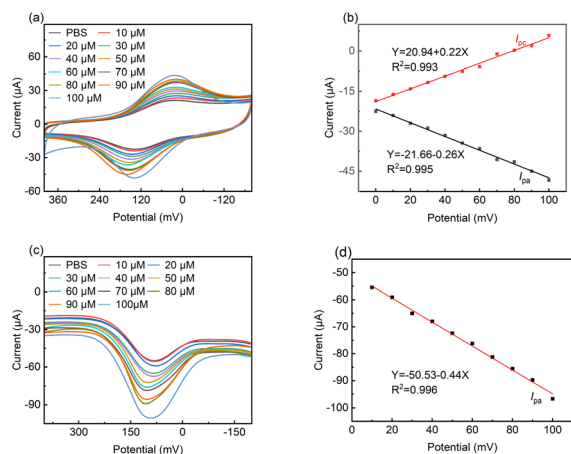 (a)
PBS 10 μM
20 μM 30 μM
40 μM 50 μM
60 μM 70 μM
80 μM 90 μM
100 μM
90
60
30
0
-30
-60
Current (μA)
360 240 120 0 -120
Potential (mV)
(b)
Ipc
Y=20.94+0.22X
R²=0.993
Y=-21.66-0.26X
R²=0.995
Ipa
0
-15
-30
-45
Current (μA)
0 20 40 60 80 100
Potential (mV)
(c)
PBS 10 μM 20 μM
30 μM 40 μM 50 μM
60 μM 70 μM 80 μM
90 μM 100μM
0
-30
-60
-90
Current (μA)
300 150 0 -150
Potential (mV)
(d)
Y=-50.53-0.44X
R²=0.996
Ipa
-50
-60
-70
-80
-90
-100
Current (μA)
0 20 40 60 80 100
Potential (mV)